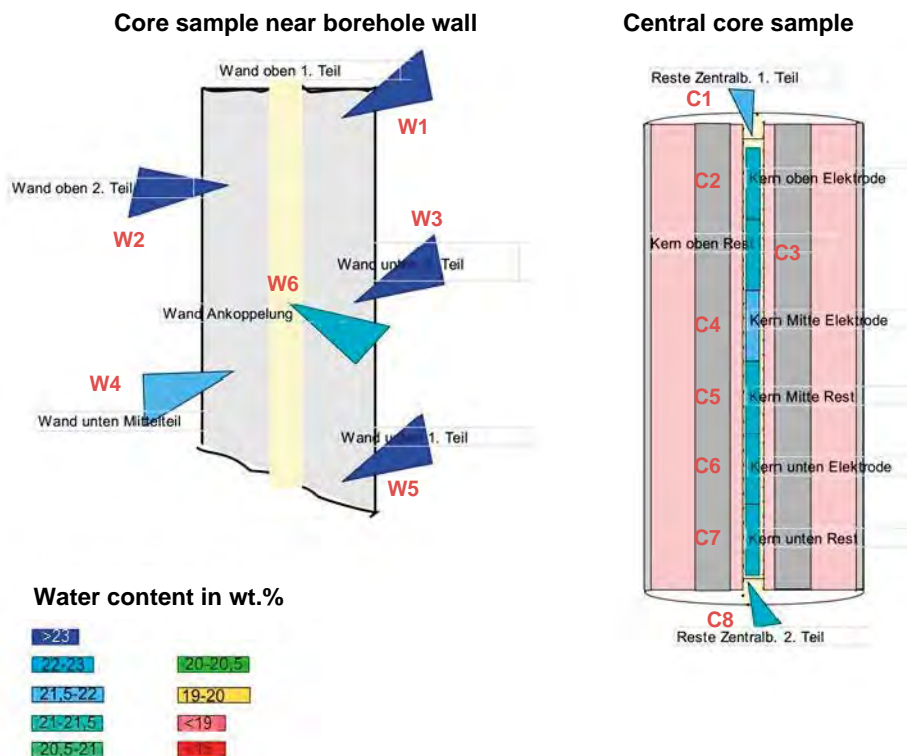 Core sample near borehole wall
Central core sample
Wand oben 1. Teil
W1
Wand oben 2. Teil
W2
W3
Wand unten Teil
W6
Wand Ankoppelung
W4
Wand unten Mittelteil
Wand unten 1. Teil
W5
Reste Zentralb. 1. Teil
C1
C2
Kern oben Elektrode
Kern oben Rest
C3
C4
Kern Mitte Elektrode
C5
Kern Mitte Rest
C6
Kern unten Elektrode
C7
Kern unten Rest
C8
Reste Zentralb. 2. Teil
Water content in wt.%
>23
22-23
20-20,5
21,5-22
19-20
21-21,5
<19
20,5-21